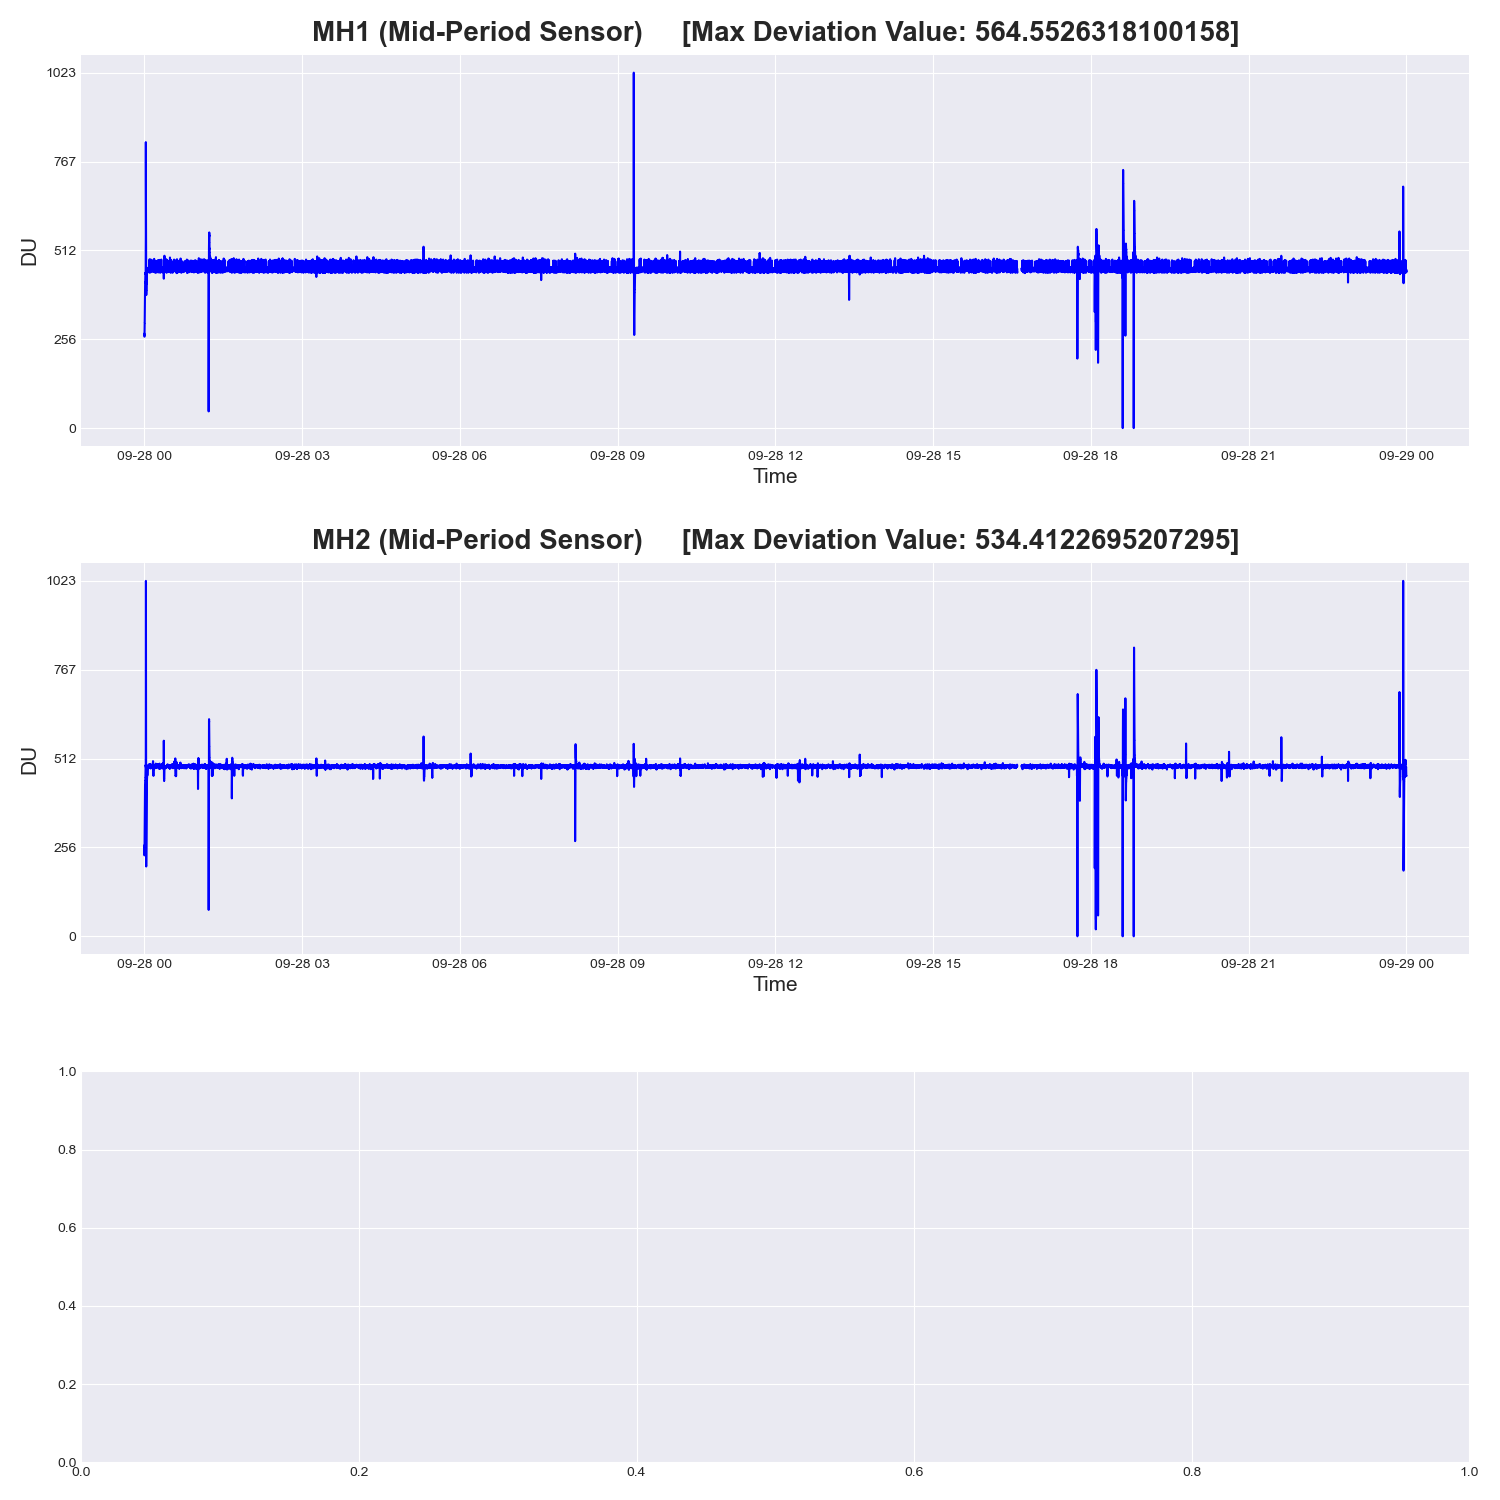 MH1 (Mid-Period Sensor) [Max Deviation Value: 564.5526318100158]
1023
767
512
256
0
DU
09-28 00 09-28 03 09-28 06 09-28 09 09-28 12 09-28 15 09-28 18 09-28 21 09-29 00
Time
MH2 (Mid-Period Sensor) [Max Deviation Value: 534.4122695207295]
1023
767
512
256
0
DU
09-28 00 09-28 03 09-28 06 09-28 09 09-28 12 09-28 15 09-28 18 09-28 21 09-29 00
Time
1.0
0.8
0.6
0.4
0.2
0.0
0.0 0.2 0.4 0.6 0.8 1.0